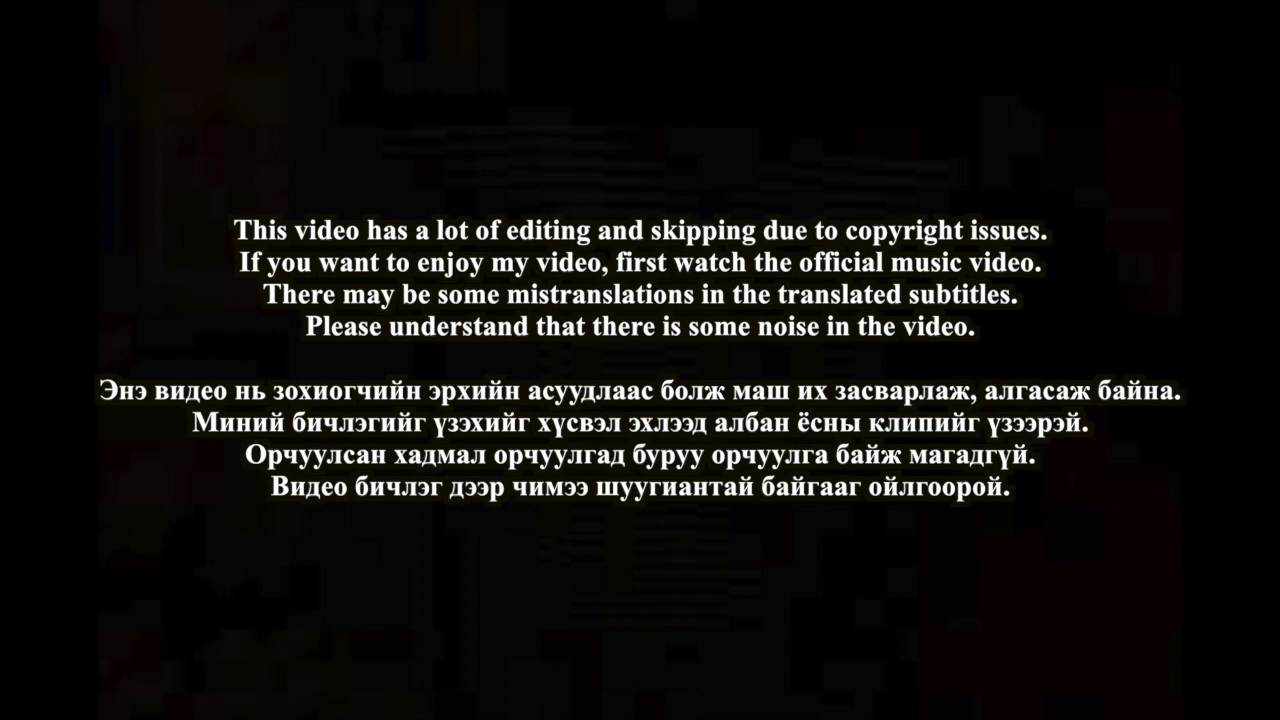 This video has a lot of editing and skipping due to copyright issues.
If you want to enjoy my video, first watch the official music video.
There may be some mistranslations in the translated subtitles.
Please understand that there is some noise in the video.
Энэ видео нь зохиогчийн эрхийн асуудлаас болж маш их засварлаж, алгасаж байна.
Миний бичлэгийг үзэхийг хүсвэл эхлээд албан ёсны клипийг үзээрэй.
Орчуулсан хадмал орчуулгад буруу орчуулга байж магадгүй.
Видео бичлэг дээр чимээ шуугиантай байгааг ойлгоорой.